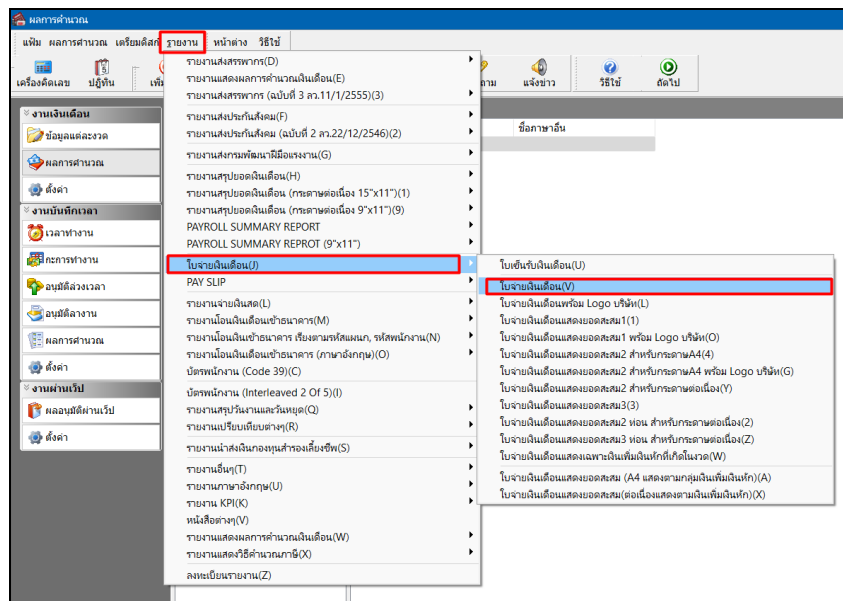 ผลการคำนวณ
แฟ้ม ผลการคำนวณ เตรียมดิสก์ รายงาน หน้าต่าง วิธีใช้
เครื่องคิดเลข ปฏิทิน เพิ่ ถาม แจ้งข่าว วิธีใช้ ถัดไป
งานเงินเดือน
ข้อมูลแต่ละงวด
ผลการคำนวณ
ตั้งค่า
งานบันทึกเวลา
เวลาทำงาน
กะการทำงาน
อนุมัติล่วงเวลา
อนุมัติลางาน
ผลการคำนวณ
ตั้งค่า
งานผ่านเว็ป
ผลอนุมัติผ่านเว็ป
ตั้งค่า
ชื่อภาษาอื่น
รายงานส่งสรรพากร(D)
รายงานแสดงผลการคำนวณเงินเดือน(E)
รายงานส่งสรรพากร (ฉบับที่ 3 ลว.11/1/2555)(3)
รายงานส่งประกันสังคม(F)
รายงานส่งประกันสังคม (ฉบับที่ 2 ลว.22/12/2546)(2)
รายงานส่งกรมพัฒนาฝีมือแรงงาน(G)
รายงานสรุปยอดเงินเดือน(H)
รายงานสรุปยอดเงินเดือน (กระดาษต่อเนื่อง 15"x11")(1)
รายงานสรุปยอดเงินเดือน (กระดาษต่อเนื่อง 9"x11")(9)
PAYROLL SUMMARY REPORT
PAYROLL SUMMARY REPROT (9"x11")
ใบจ่ายเงินเดือน(J)
PAY SLIP
รายงานจ่ายเงินสด(L)
รายงานโอนเงินเดือนเข้าธนาคาร(M)
รายงานโอนเงินเข้าธนาคาร เรียงตามรหัสแผนก, รหัสพนักงาน(N)
รายงานโอนเงินเดือนเข้าธนาคาร (ภาษาอังกฤษ)(O)
บัตรพนักงาน (Code 39)(C)
บัตรพนักงาน (Interleaved 2 Of 5)(I)
รายงานสรุปวันงานและวันหยุด(Q)
รายงานเปรียบเทียบต่างๆ(R)
รายงานนำส่งเงินกองทุนสำรองเลี้ยงชีพ(S)
รายงานอื่นๆ(T)
รายงานภาษาอังกฤษ(U)
รายงาน KPI(K)
หนังสือต่างๆ(V)
รายงานแสดงผลการคำนวณเงินเดือน(W)
รายงานแสดงวิธีคำนวณภาษี(X)
ลงทะเบียนรายงาน(Z)
ใบเซ็นรับเงินเดือน(U)
ใบจ่ายเงินเดือน(V)
ใบจ่ายเงินเดือนพร้อม Logo บริษัท(L)
ใบจ่ายเงินเดือนแสดงยอดสะสม1(1)
ใบจ่ายเงินเดือนแสดงยอดสะสม1 พร้อม Logo บริษัท(O)
ใบจ่ายเงินเดือนแสดงยอดสะสม2 สำหรับกระดาษA4(4)
ใบจ่ายเงินเดือนแสดงยอดสะสม2 สำหรับกระดาษA4 พร้อม Logo บริษัท(G)
ใบจ่ายเงินเดือนแสดงยอดสะสม2 สำหรับกระดาษต่อเนื่อง(Y)
ใบจ่ายเงินเดือนแสดงยอดสะสม3(3)
ใบจ่ายเงินเดือนแสดงยอดสะสม2 ท่อน สำหรับกระดาษต่อเนื่อง(2)
ใบจ่ายเงินเดือนแสดงยอดสะสม3 ท่อน สำหรับกระดาษต่อเนื่อง(Z)
ใบจ่ายเงินเดือนแสดงเฉพาะเงินเพิ่มเงินหักที่เกิดในงวด(W)
ใบจ่ายเงินเดือนแสดงยอดสะสม (A4 แสดงตามกลุ่มเงินเพิ่มเงินหัก)(A)
ใบจ่ายเงินเดือนแสดงยอดสะสม(ต่อเนื่องแสดงตามเงินเพิ่มเงินหัก)(X)